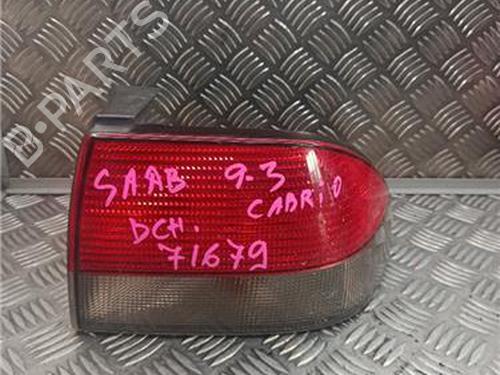 B-PARTS
SAAB 9.3
CABRIO
DCH.
71679